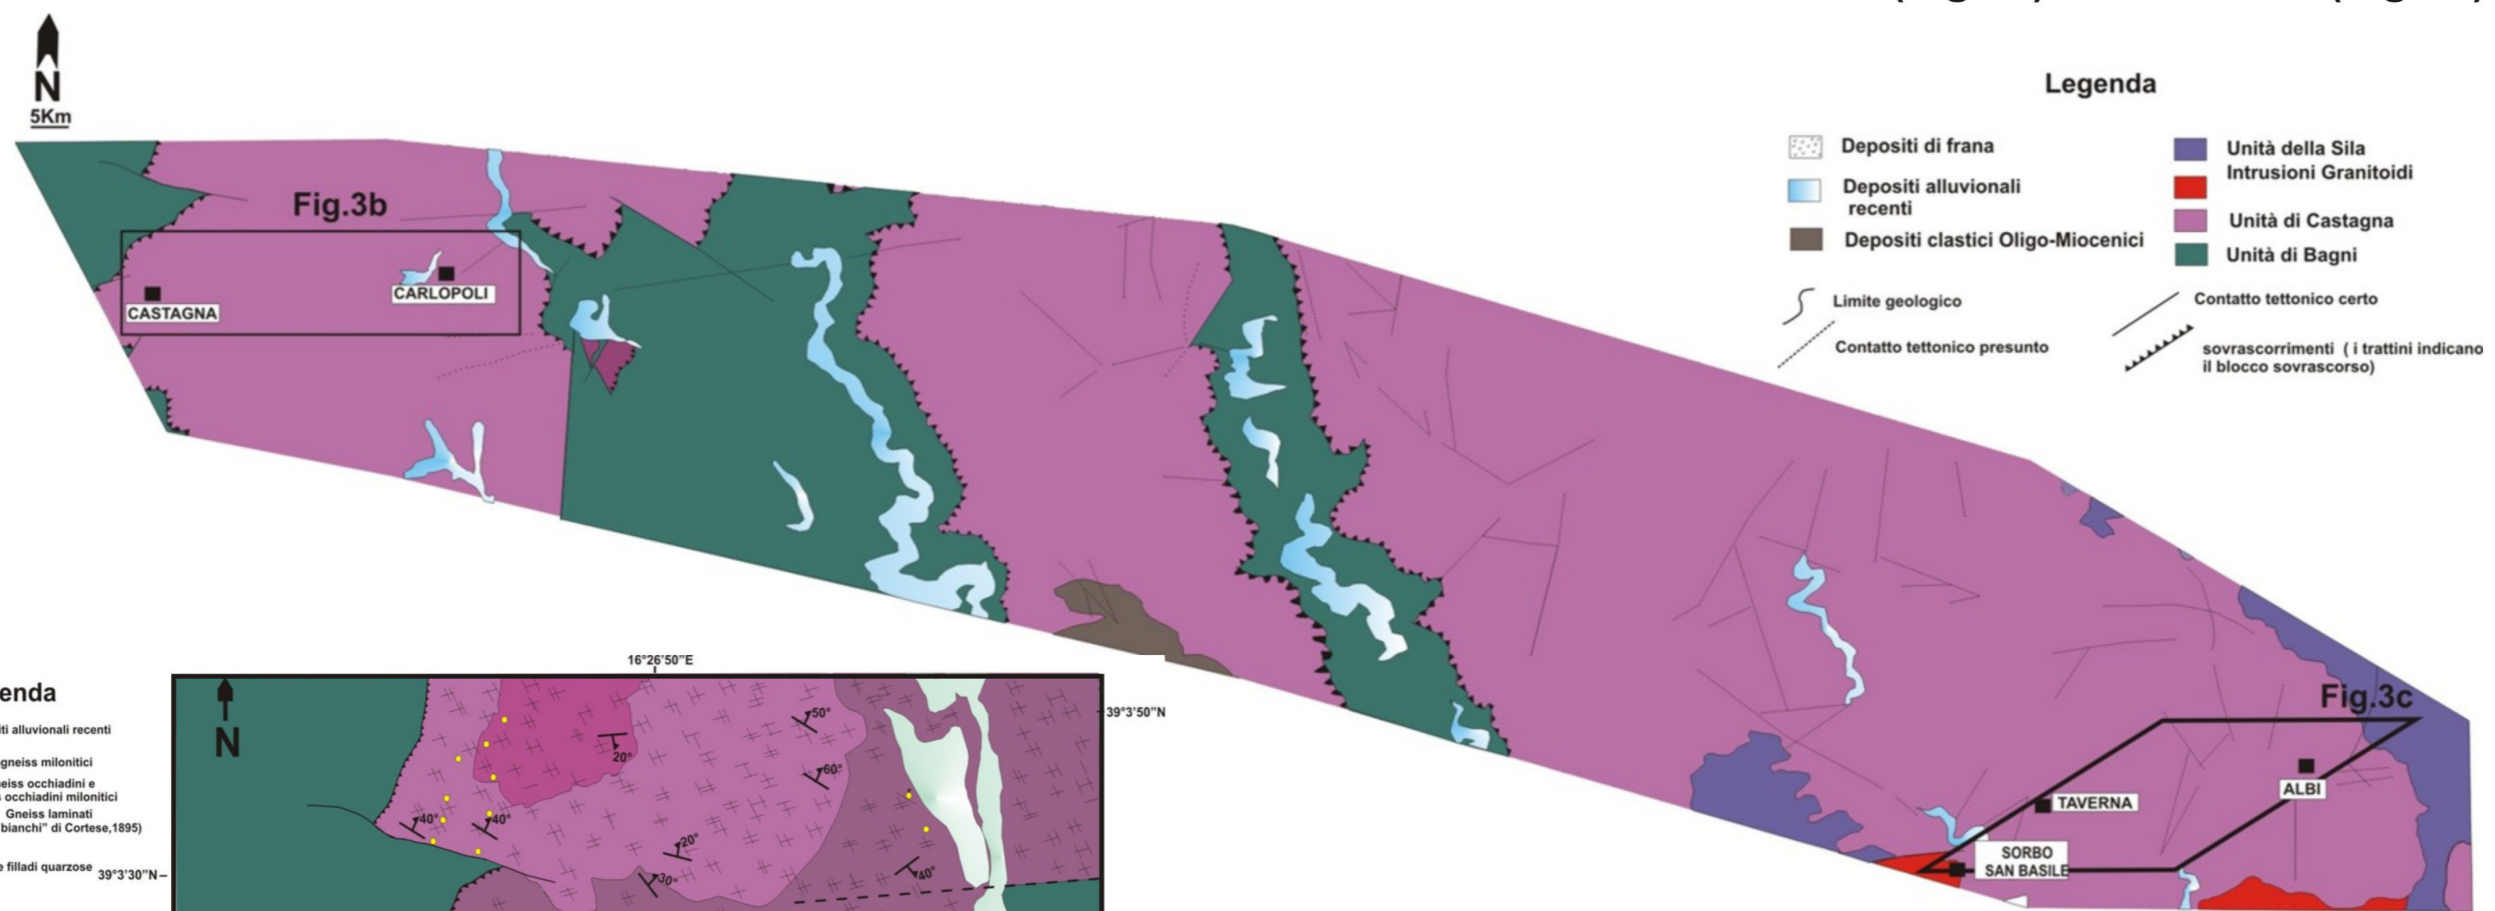 N
5Km
Fig.3b
CASTAGNA
CARLOPOLI
Legenda
Depositi di frana
Depositi alluvionali
recenti
Depositi clastici Oligo-Miocenici
Limite geologico
Contatto tettonico presunto
Unità della Sila
Intrusioni Granitoidi
Unità di Castagna
Unità di Bagni
Contatto tettonico certo
sovrascorrimenti ( i trattini indicano
il blocco sovrascorso)
Fig.3c
ALBI
TAVERNA
SORBO
SAN BASILE
enda
iti alluvionali recenti
gneiss milonitici
eiss occhiadini e
s occhiadini milonitici
Gneiss laminati
bianchi" di Cortese,1895)
e filladi quarzose
16°26'50"E
39°3'50"N
39°3'30"N
N
50°
20°
60°
40°
40°
20°
30°
40°